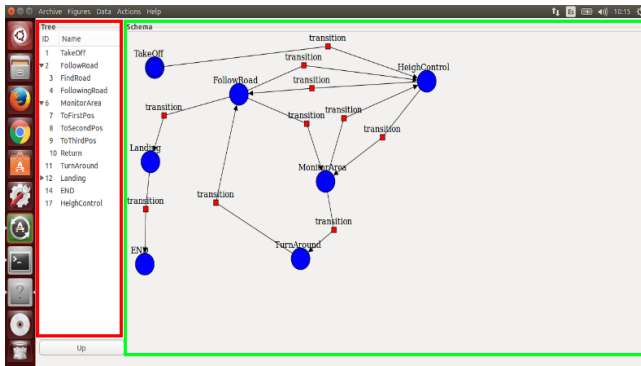 Archive Figures Data Actions Help
Es
10:15
Tree
Schema
ID Name
1 TakeOff
2 FollowRoad
3 FindRoad
4 FollowingRoad
6 MonitorArea
7 ToFirstPos
8 ToSecondPos
9 ToThirdPos
10 Return
11 TurnAround
12 Landing
14 END
17 HeighControl
Up
transition
TakeOff
transition
HeighControl
FollowRoad
transition
transition
transition
transition
transition
Landing
MonitorArea
transition
transition
transition
END
TurnAround